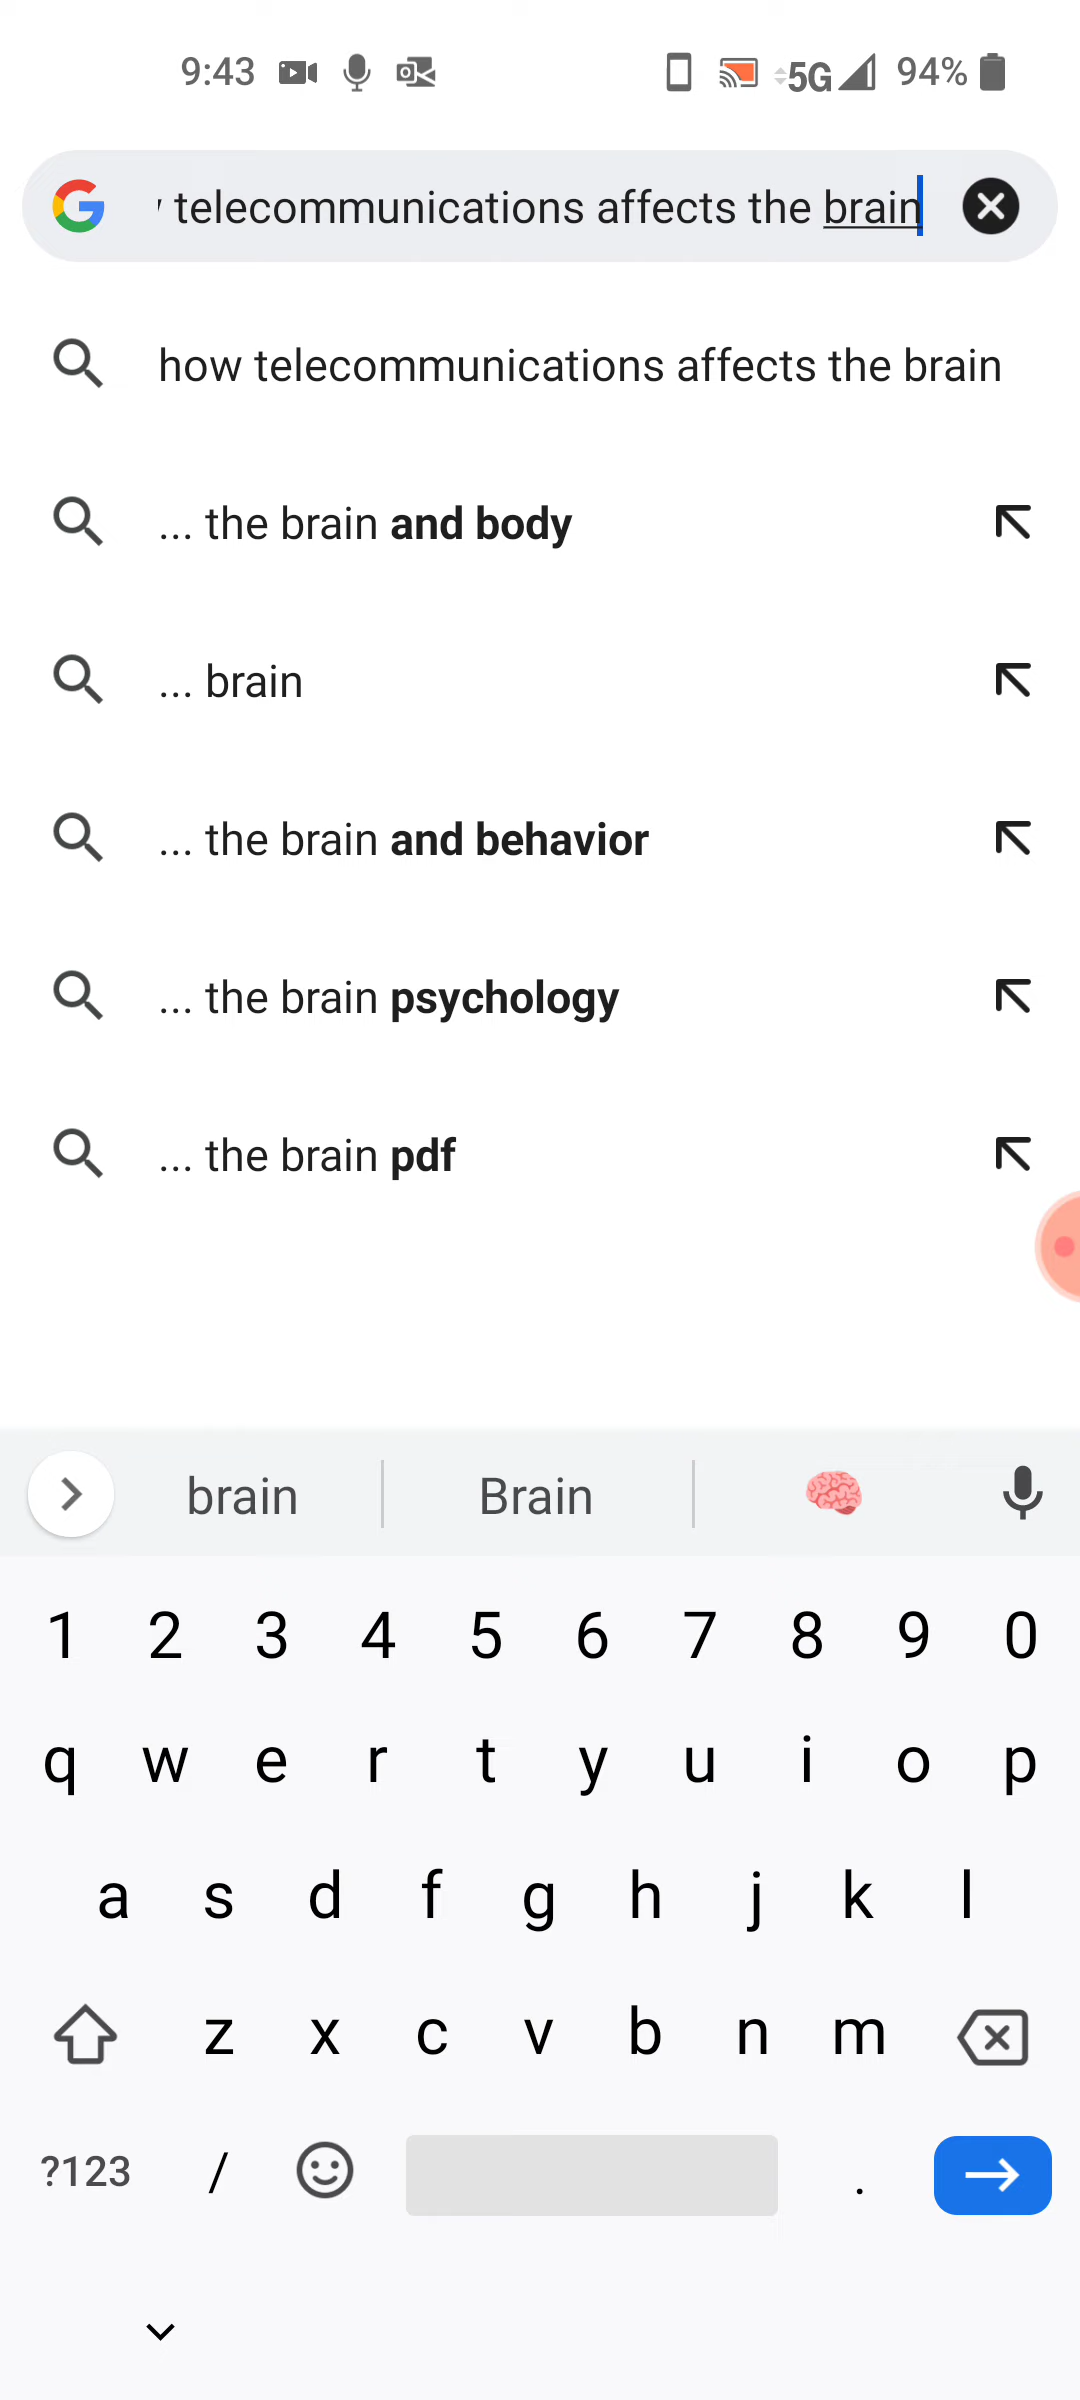 9:43 5G 94%
telecommunications affects the brain
how telecommunications affects the brain
... the brain and body
... brain
... the brain and behavior
... the brain psychology
... the brain pdf
brain Brain
1 2 3 4 5 6 7 8 9 0
q w e r t y u i o p
a s d f g h j k l
z x c v b n m
?123 / .